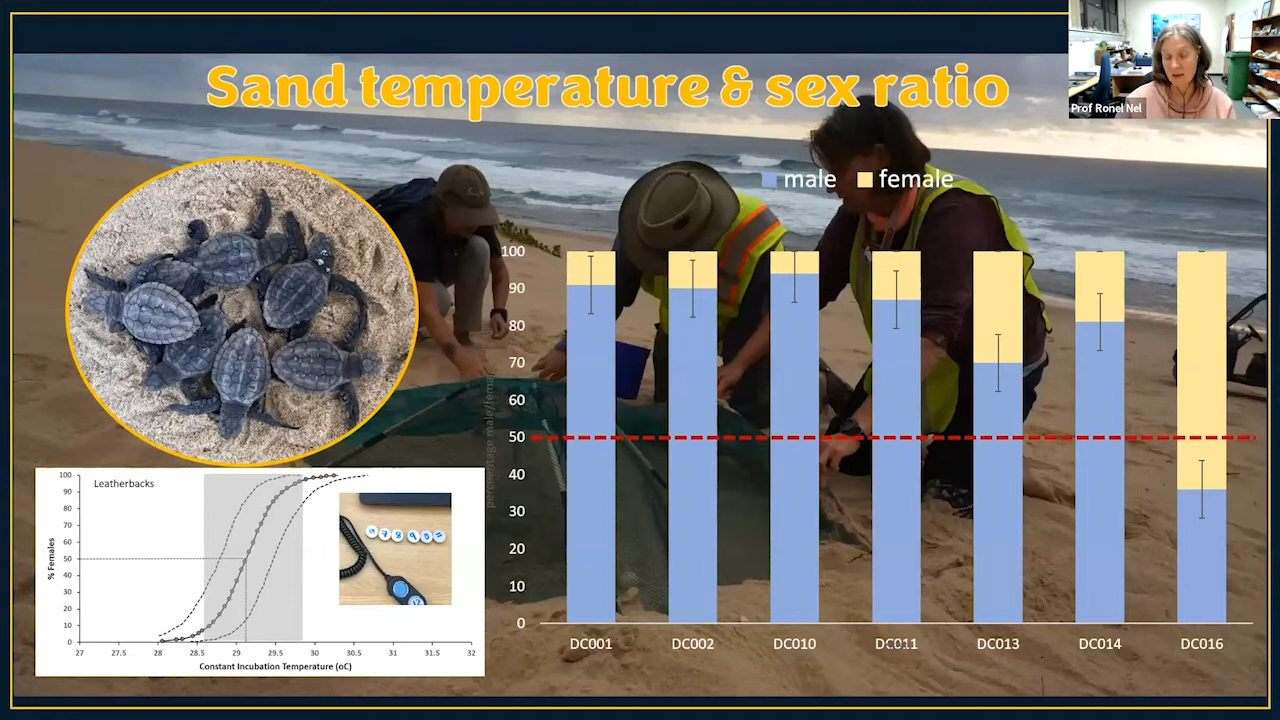 Sand temperature & sex ratio
Prof Ronel Nel
male female
100
90
80
70
60
50
40
30
20
10
0
percentage male/fema
DC001 DC002 DC010 DC011 DC013 DC014 DC016
Leatherbacks
% Females
100
90
80
70
60
50
40
30
20
10
0
27 27.5 28 28.5 29 29.5 30 30.5 31 31.5 32
Constant Incubation Temperature (oC)